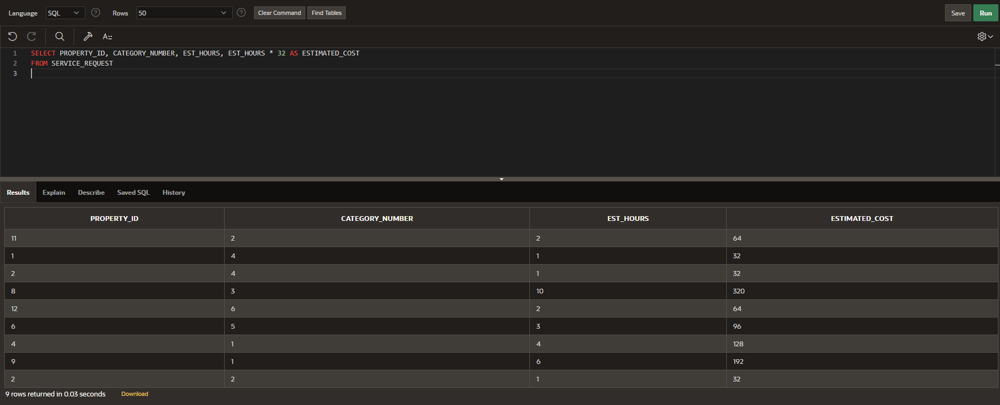 Language SQL Rows 50 Clear Command Find Tables Save Run
1 SELECT PROPERTY_ID, CATEGORY_NUMBER, EST_HOURS, EST_HOURS * 32 AS ESTIMATED_COST
2 FROM SERVICE_REQUEST
3
Results Explain Describe Saved SQL History
PROPERTY_ID CATEGORY_NUMBER EST_HOURS ESTIMATED_COST
11 2 2 64
1 4 1 32
2 4 1 32
8 3 10 320
12 6 2 64
6 5 3 96
4 1 4 128
9 1 6 192
2 2 1 32
9 rows returned in 0.03 seconds Download